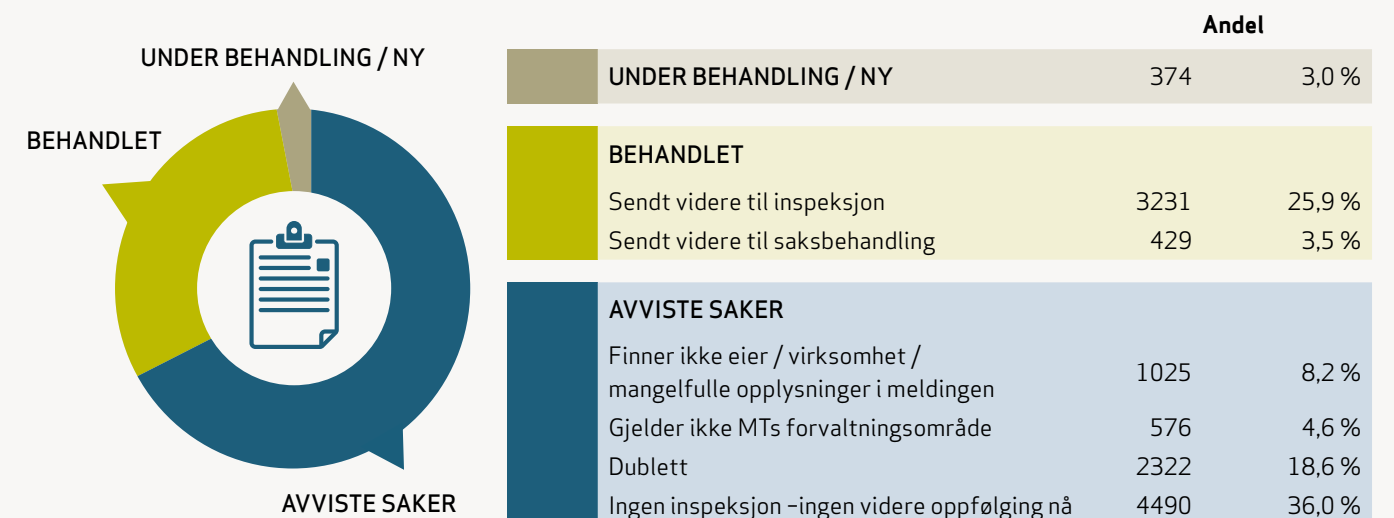 UNDER BEHANDLING / NY
BEHANDLET
AVVISTE SAKER
Andel
UNDER BEHANDLING / NY 374 3,0 %
BEHANDLET
Sendt videre til inspeksjon 3231 25,9 %
Sendt videre til saksbehandling 429 3,5 %
AVVISTE SAKER
Finner ikke eier / virksomhet /
mangelfulle opplysninger i meldingen 1025 8,2 %
Gjelder ikke MTs forvaltningsområde 576 4,6 %
Dublett 2322 18,6 %
Ingen inspeksjon –ingen videre oppfølging nå 4490 36,0 %